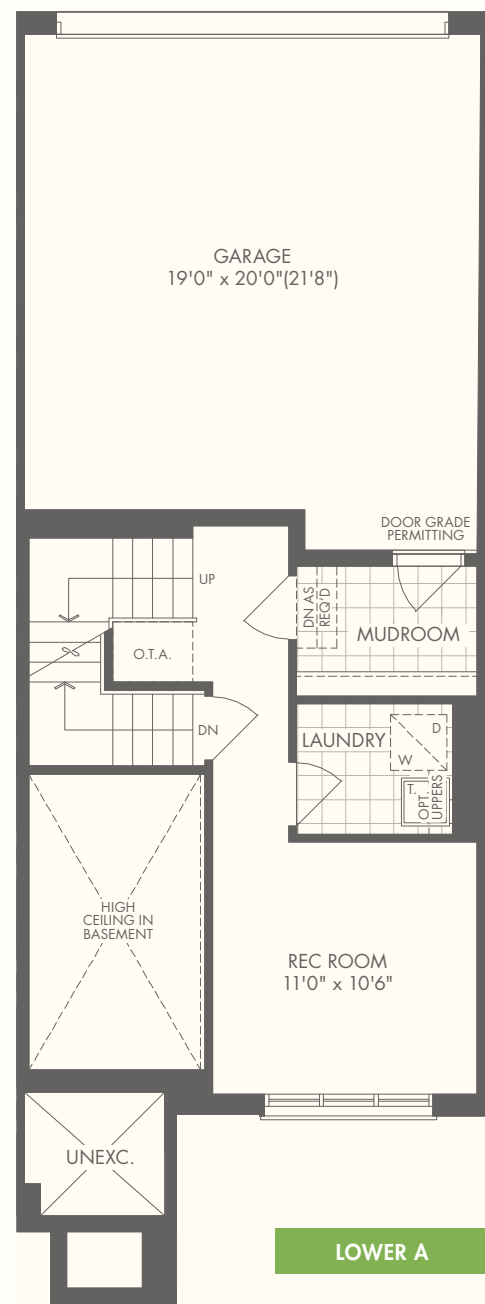 GARAGE
19'0" x 20'0"(21'8")
DOOR GRADE
PERMITTING
UP
DN AS
REQ'D
MUDROOM
O.T.A.
DN
LAUNDRY
D
W
T.
OPT.
UPPERS
HIGH
CEILING IN
BASEMENT
REC ROOM
11'0" x 10'6"
UNEXC.
LOWER A